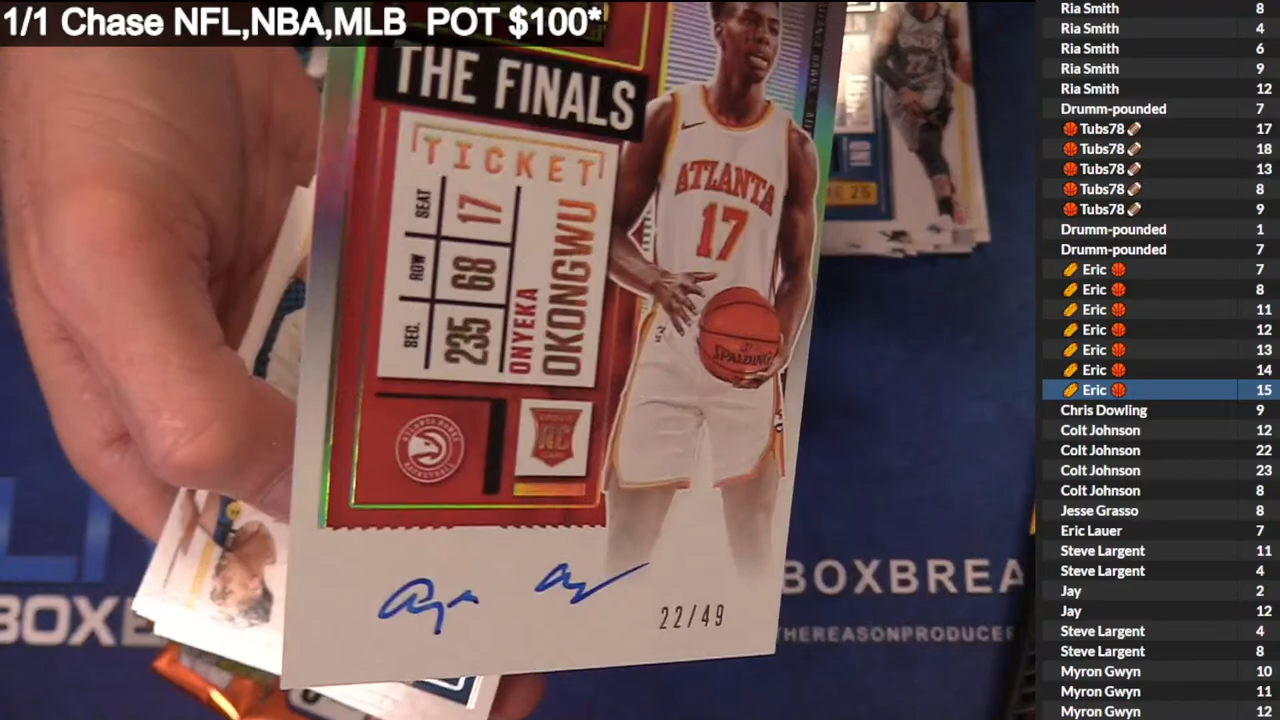 1/1 Chase NFL,NBA,MLB POT $100*
THE FINALS
TICKET
SEAT 17
ROW 68
SEC. 235
ONYEKA
OKONGWU
ATLANTA
17
SPALDING
RC
22/49
22
IND
BOXBREA
THEREASONPRODUCE
Ria Smith 8
Ria Smith 4
Ria Smith 6
Ria Smith 9
Ria Smith 12
Drumm-pounded 7
Tubs78 17
Tubs78 18
Tubs78 13
Tubs78 8
Tubs78 9
Drumm-pounded 1
Drumm-pounded 7
Eric 7
Eric 8
Eric 11
Eric 12
Eric 13
Eric 14
Eric 15
Chris Dowling 9
Colt Johnson 12
Colt Johnson 22
Colt Johnson 23
Colt Johnson 8
Jesse Grasso 8
Eric Lauer 7
Steve Largent 11
Steve Largent 4
Jay 2
Jay 12
Steve Largent 4
Steve Largent 8
Myron Gwyn 10
Myron Gwyn 11
Myron Gwyn 12